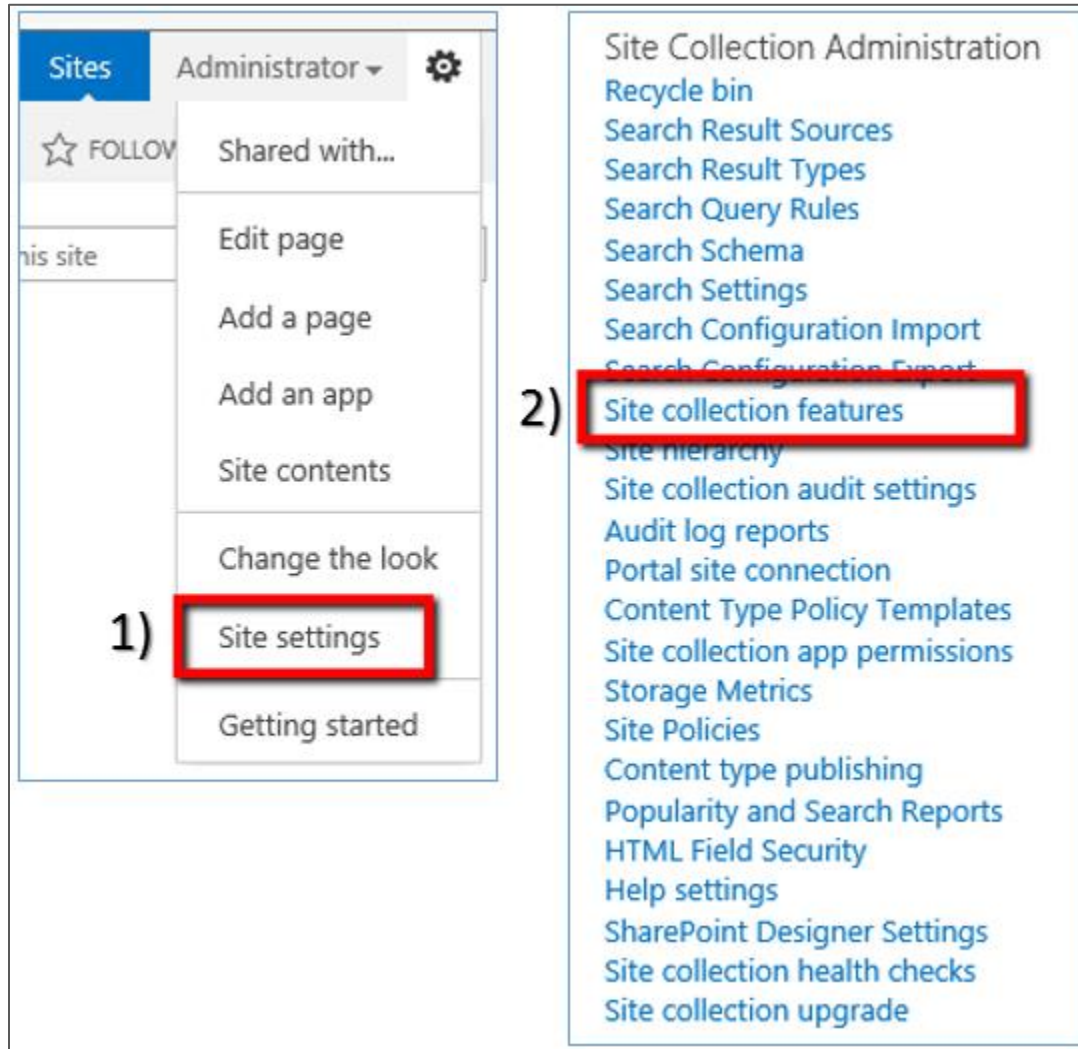 Sites Administrator
FOLLOW
Shared with...
his site
Edit page
Add a page
Add an app
Site contents
Change the look
1) Site settings
Getting started
Site Collection Administration
Recycle bin
Search Result Sources
Search Result Types
Search Query Rules
Search Schema
Search Settings
Search Configuration Import
Search Configuration Export
2) Site collection features
Site hierarchy
Site collection audit settings
Audit log reports
Portal site connection
Content Type Policy Templates
Site collection app permissions
Storage Metrics
Site Policies
Content type publishing
Popularity and Search Reports
HTML Field Security
Help settings
SharePoint Designer Settings
Site collection health checks
Site collection upgrade